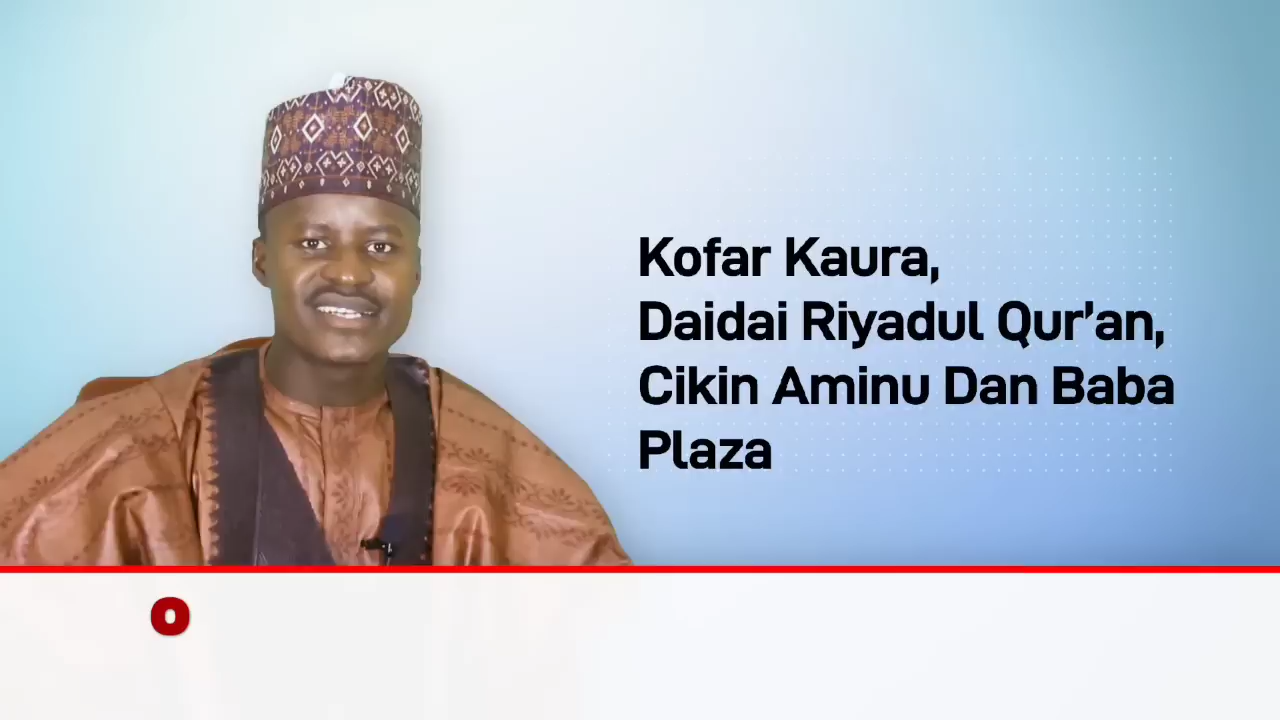 Kofar Kaura,
Daidai Riyadul Qur’an,
Cikin Aminu Dan Baba
Plaza
O